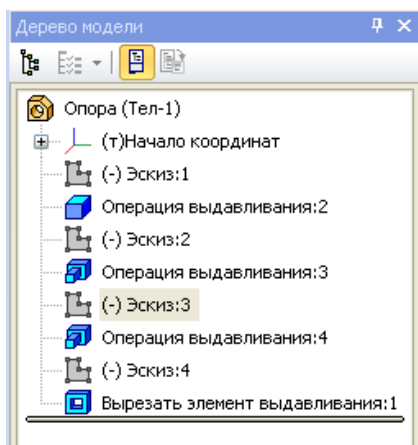 Дерево модели
Опора (Тел-1)
(т)Начало координат
(-) Эскиз:1
Операция выдавливания:2
(-) Эскиз:2
Операция выдавливания:3
(-) Эскиз:3
Операция выдавливания:4
(-) Эскиз:4
Вырезать элемент выдавливания:1